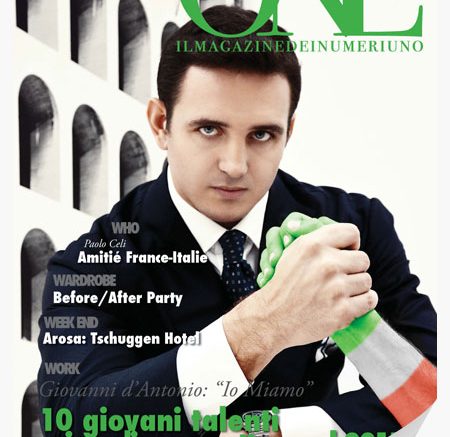 ONE
ILMAGAZINEDEINUMERIUNO
WHO
Paolo Celi
Amitié France-Italie
WARDROBE
Before/After Party
WEEK END
Arosa: Tschuggen Hotel
WORK
Giovanni d'Antonio: "Io Miamo"
10 giovani talenti